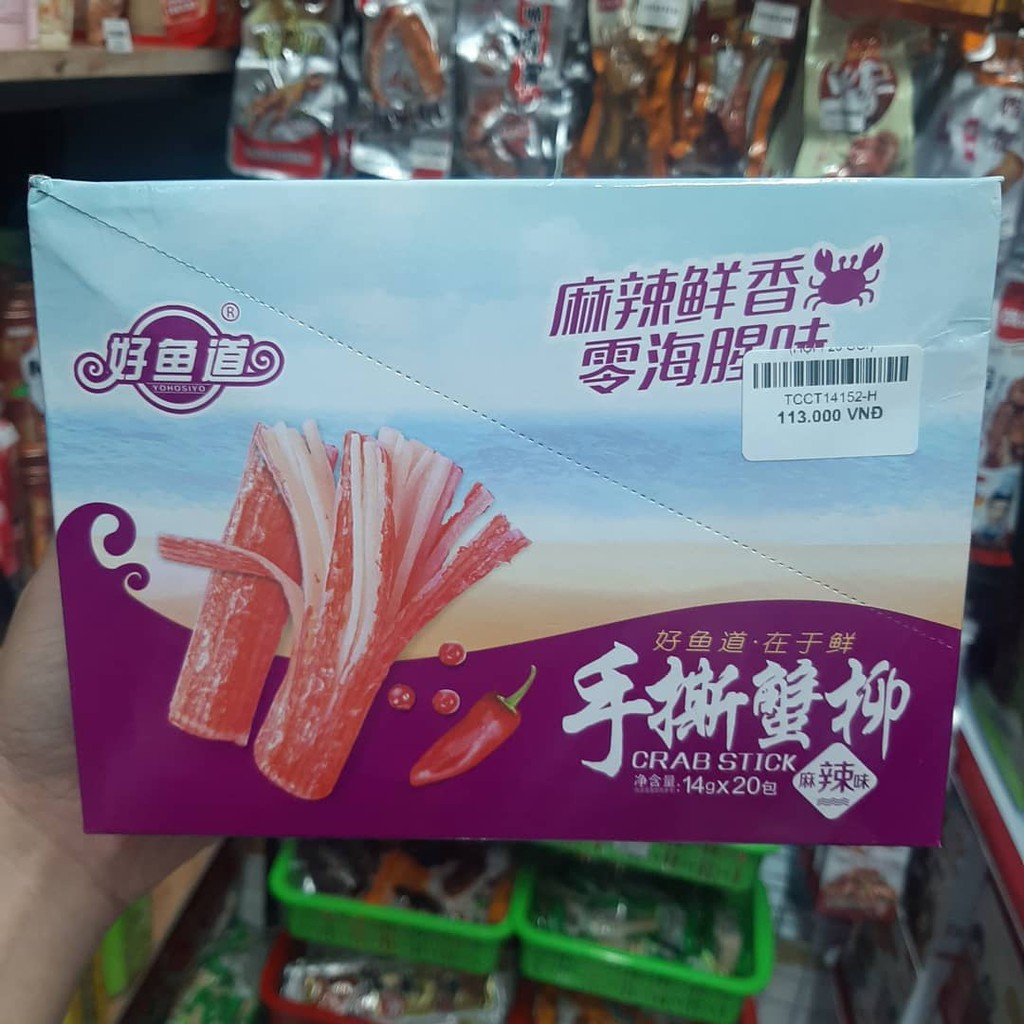 好鱼道
®
YOHOSIYO
麻辣鲜香
零海腥味
TCCT14152-H
113.000 VNĐ
好鱼道·在于鲜
手撕蟹柳
CRAB STICK
净含量: 14g×20包
麻辣味